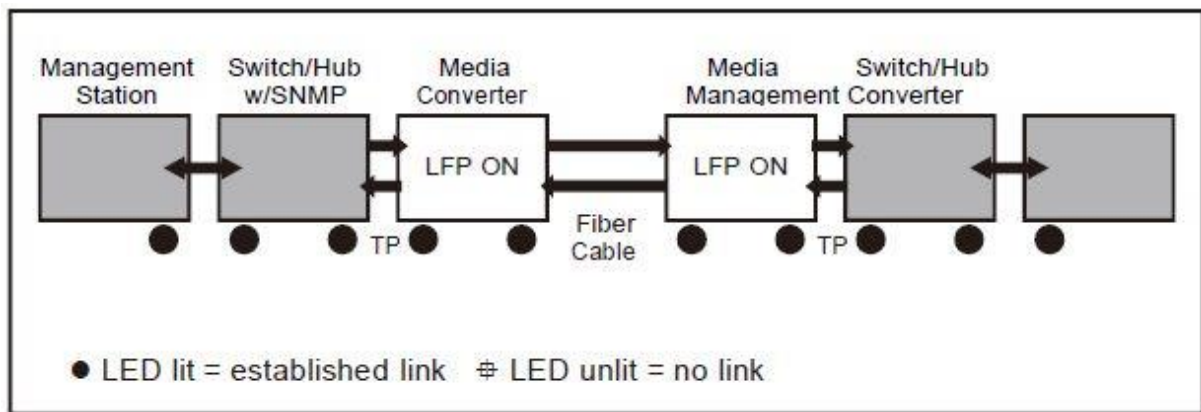 Management Station
Switch/Hub w/SNMP
Media Converter
Media Management Converter
Switch/Hub
LFP ON
LFP ON
TP
Fiber Cable
TP
● LED lit = established link ⌗ LED unlit = no link